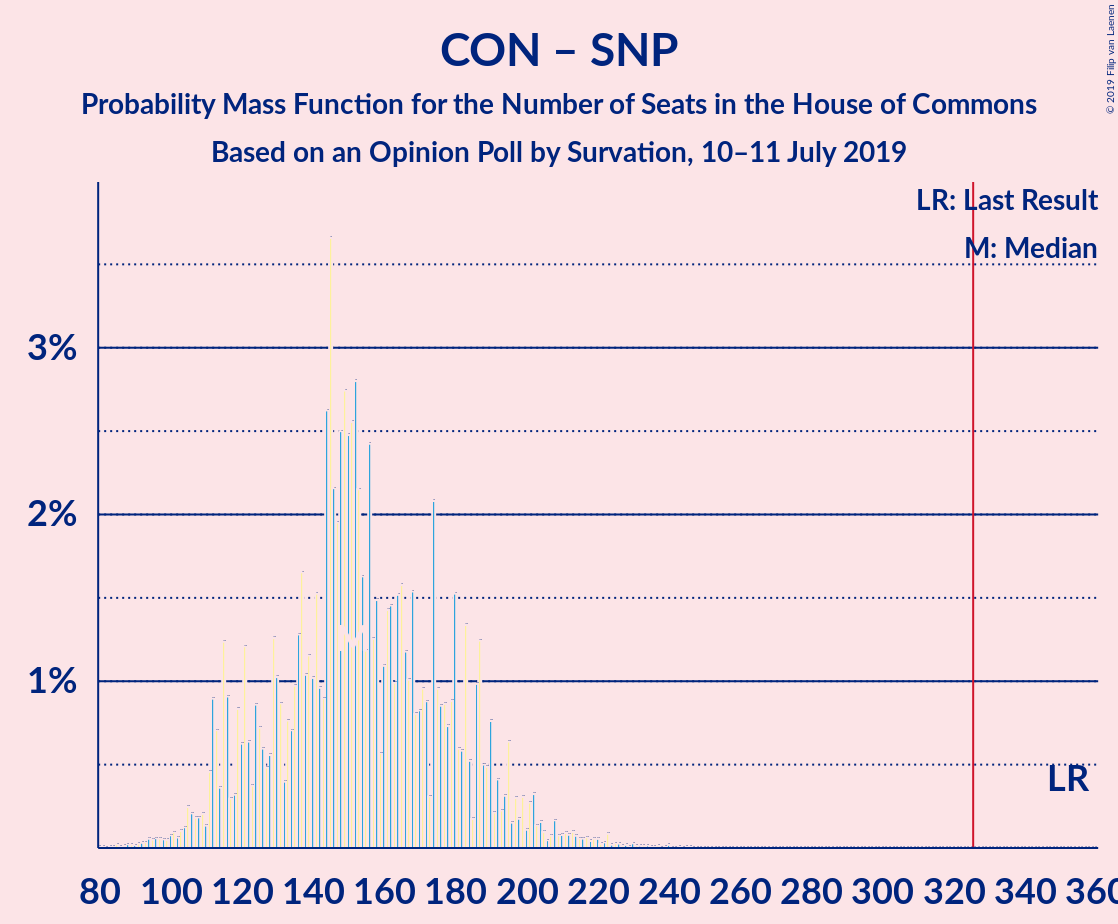 CON – SNP
Probability Mass Function for the Number of Seats in the House of Commons
Based on an Opinion Poll by Survation, 10–11 July 2019
© 2019 Filip van Laenen
LR: Last Result
M: Median
3%
2%
1%
M
LR
80 100 120 140 160 180 200 220 240 260 280 300 320 340 360